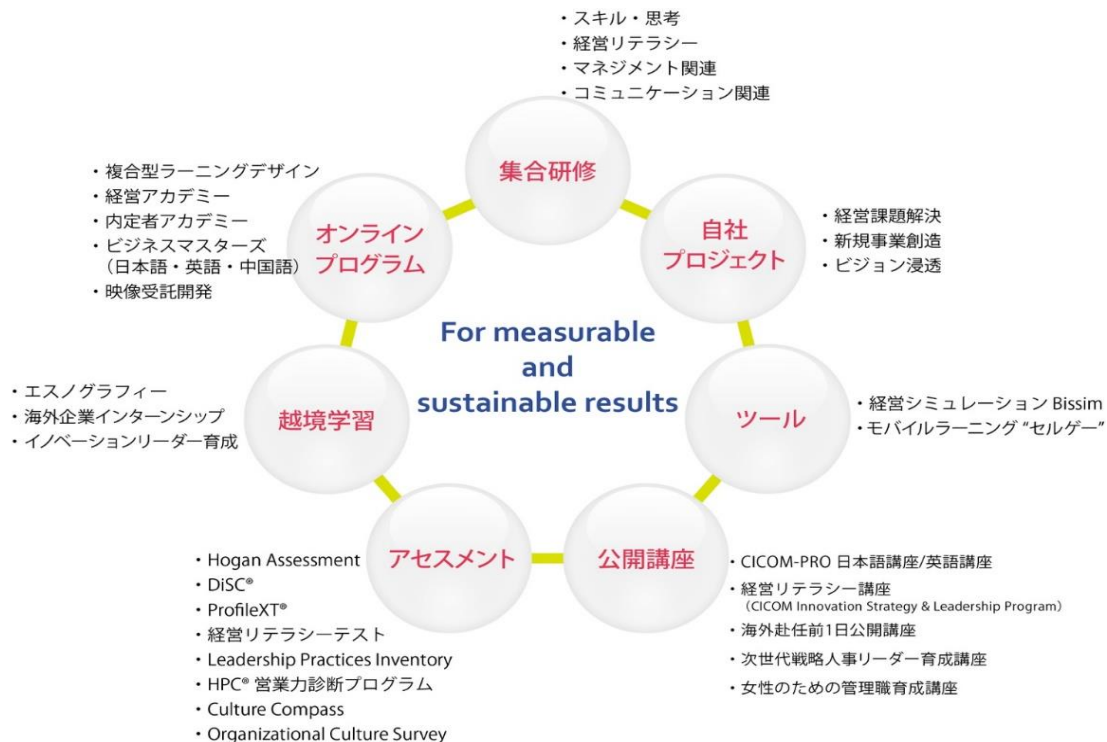 ・スキル・思考
・経営リテラシー
・マネジメント関連
・コミュニケーション関連
集合研修
・複合型ラーニングデザイン
・経営アカデミー
・内定者アカデミー
・ビジネスマスターズ
（日本語・英語・中国語）
・映像受託開発
オンライン
プログラム
自社
プロジェクト
・経営課題解決
・新規事業創造
・ビジョン浸透
For measurable
and
sustainable results
・エスノグラフィー
・海外企業インターンシップ
・イノベーションリーダー育成
越境学習
ツール
・経営シミュレーション Bissim
・モバイルラーニング “セルゲー”
アセスメント
・Hogan Assessment
・DiSC®
・ProfileXT®
・経営リテラシーテスト
・Leadership Practices Inventory
・HPC® 営業力診断プログラム
・Culture Compass
・Organizational Culture Survey
公開講座
・CICOM-PRO 日本語講座/英語講座
・経営リテラシー講座
（CICOM Innovation Strategy & Leadership Program）
・海外赴任前1日公開講座
・次世代戦略人事リーダー育成講座
・女性のための管理職育成講座